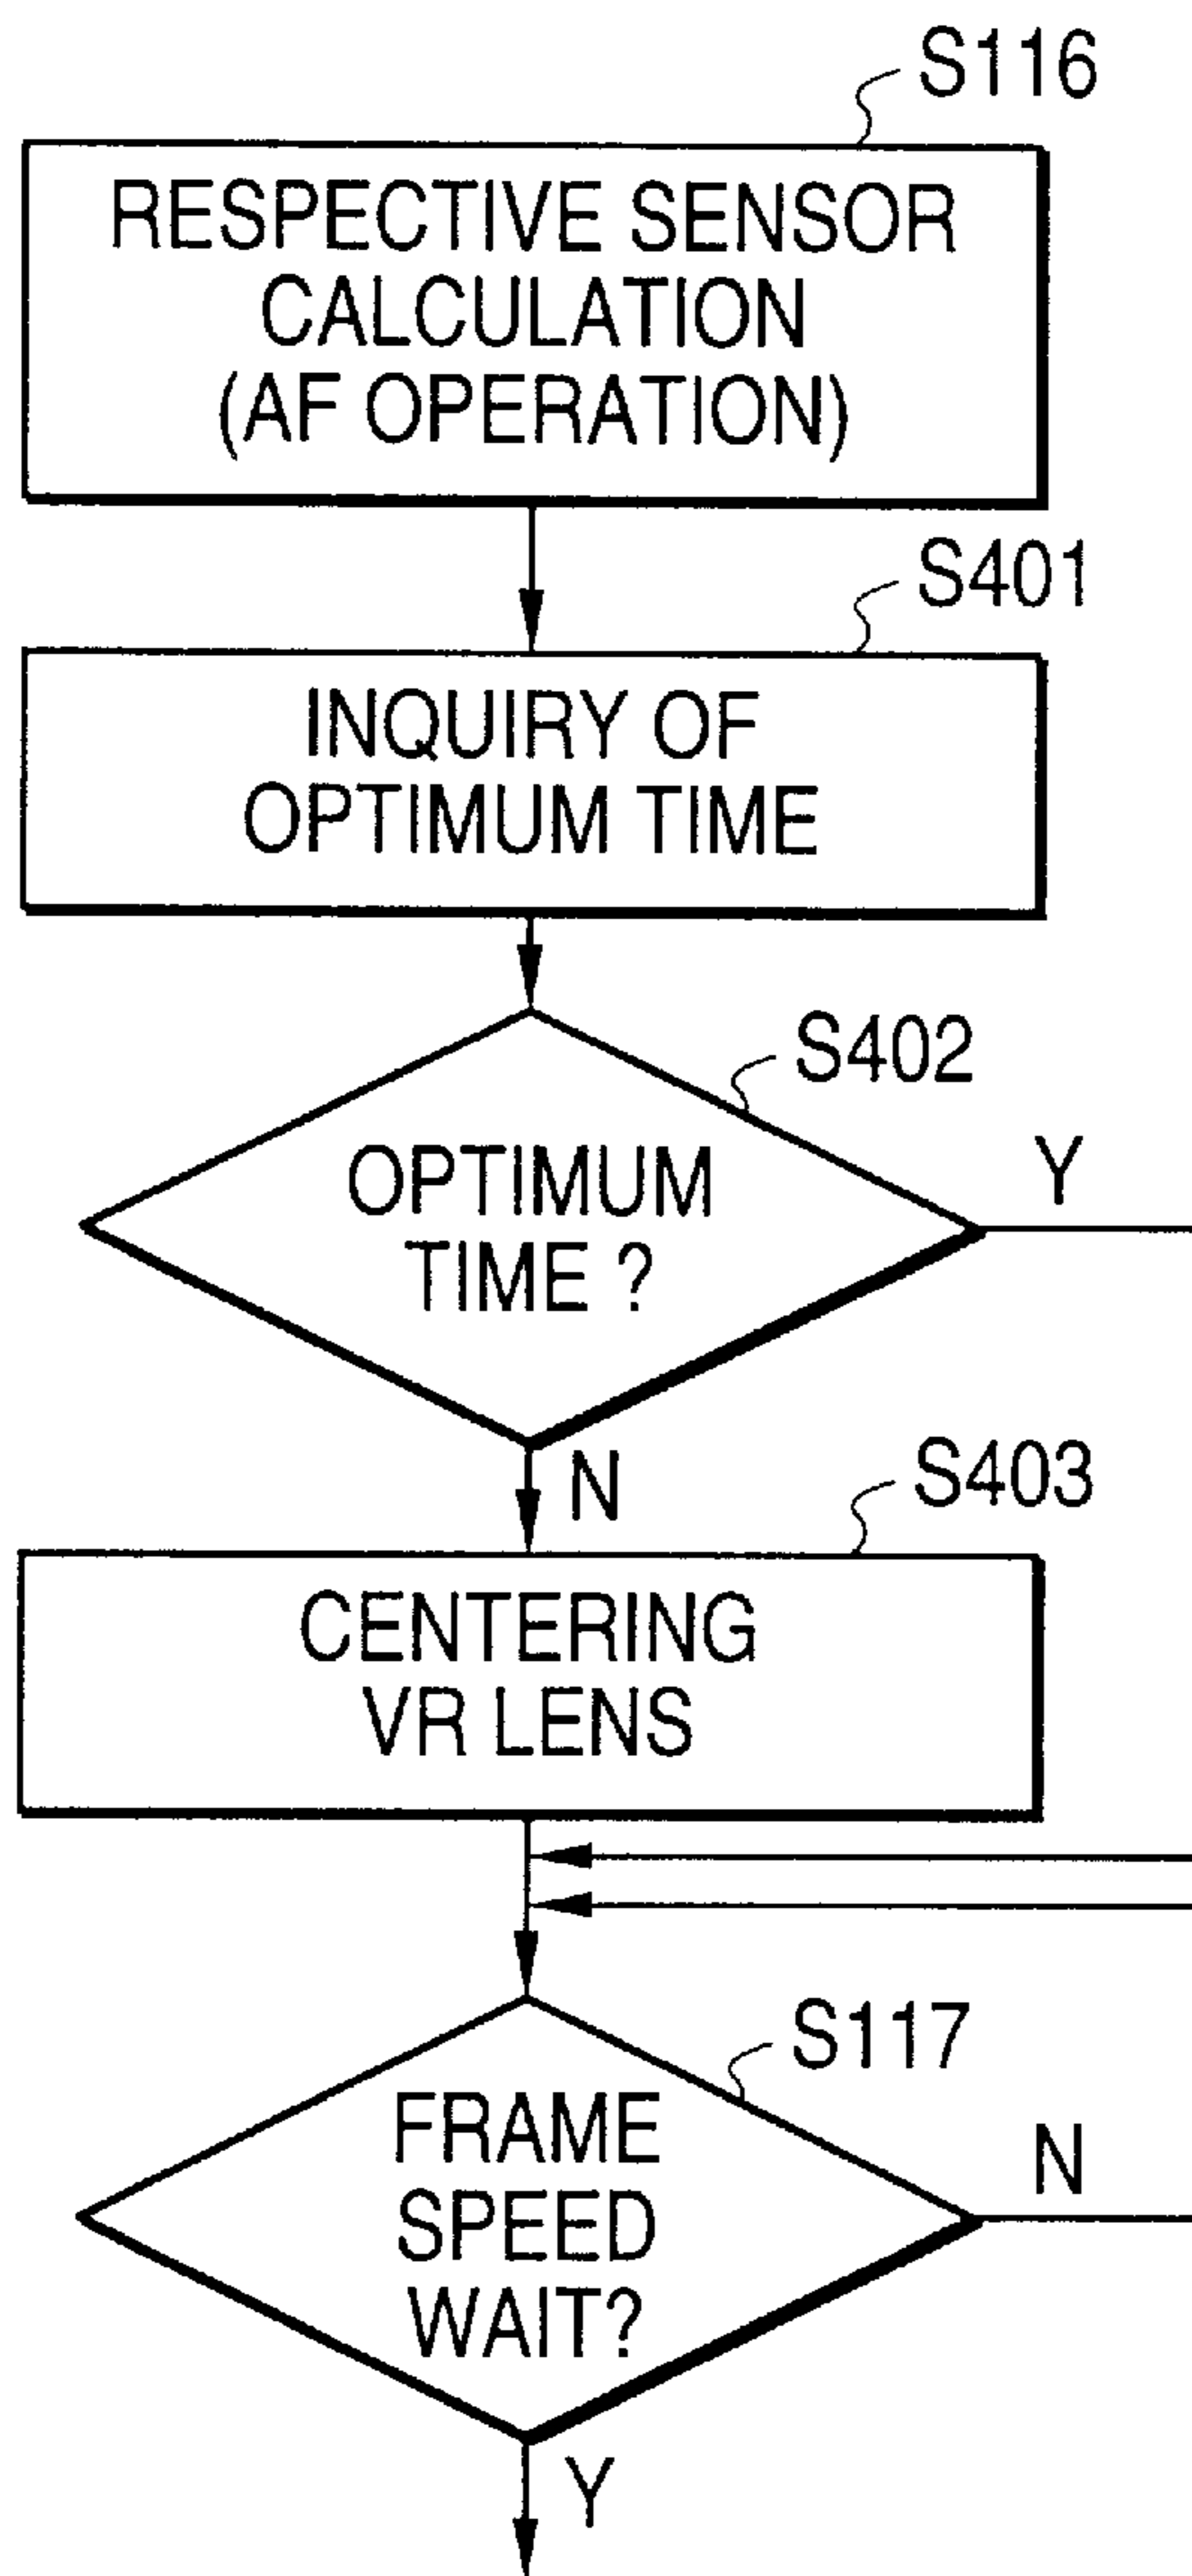 S116
RESPECTIVE SENSOR
CALCULATION
(AF OPERATION)
S401
INQUIRY OF
OPTIMUM TIME
S402
OPTIMUM
TIME ?
Y
N
S403
CENTERING
VR LENS
S117
FRAME
SPEED
WAIT?
N
Y